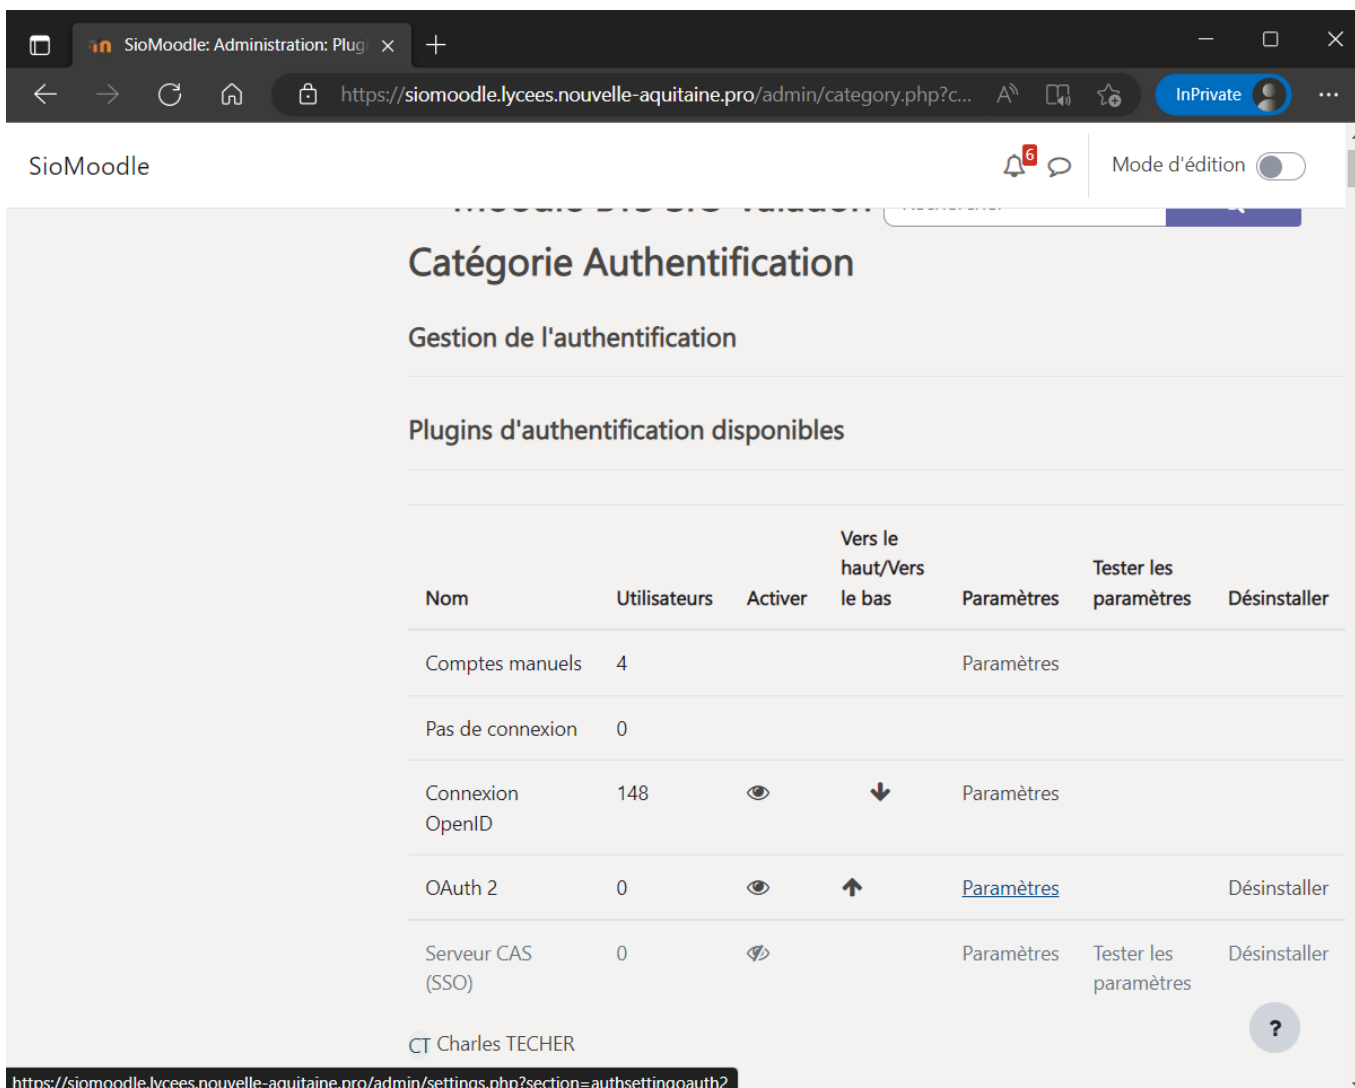 SioMoodle: Administration: Plugi
https://siomoodle.lycees.nouvelle-aquitaine.pro/admin/category.php?c...
InPrivate
SioMoodle
6
Mode d'édition
Catégorie Authentification
Gestion de l'authentification
Plugins d'authentification disponibles
Nom Utilisateurs Activer Vers le haut/Vers le bas Paramètres Tester les paramètres Désinstaller
Comptes manuels 4 Paramètres
Pas de connexion 0
Connexion OpenID 148 Paramètres
OAuth 2 0 Paramètres Désinstaller
Serveur CAS (SSO) 0 Paramètres Tester les paramètres Désinstaller
?
CT Charles TECHER
https://siomoodle.lycees.nouvelle-aquitaine.pro/admin/settings.php?section=authsettingoauth2